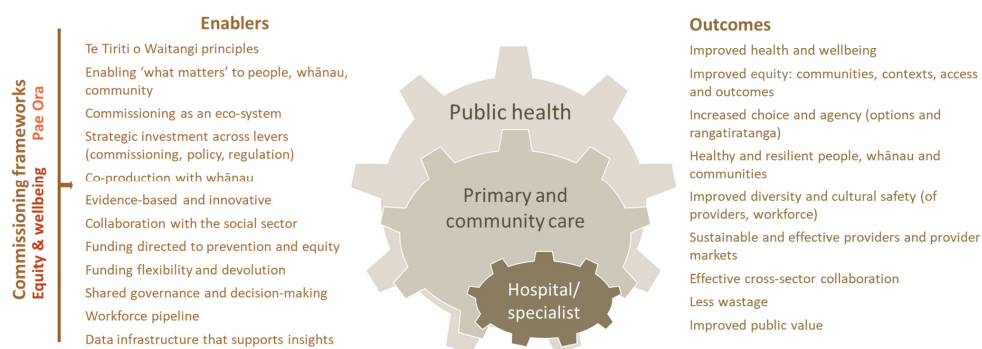 Commissioning frameworks
Equity & wellbeing Pae Ora
Enablers
Te Tiriti o Waitangi principles
Enabling ‘what matters’ to people, whānau,
community
Commissioning as an eco-system
Strategic investment across levers
(commissioning, policy, regulation)
Co-production with whānau
Evidence-based and innovative
Collaboration with the social sector
Funding directed to prevention and equity
Funding flexibility and devolution
Shared governance and decision-making
Workforce pipeline
Data infrastructure that supports insights
Public health
Primary and
community care
Hospital/
specialist
Outcomes
Improved health and wellbeing
Improved equity: communities, contexts, access
and outcomes
Increased choice and agency (options and
rangatiratanga)
Healthy and resilient people, whānau and
communities
Improved diversity and cultural safety (of
providers, workforce)
Sustainable and effective providers and provider
markets
Effective cross-sector collaboration
Less wastage
Improved public value